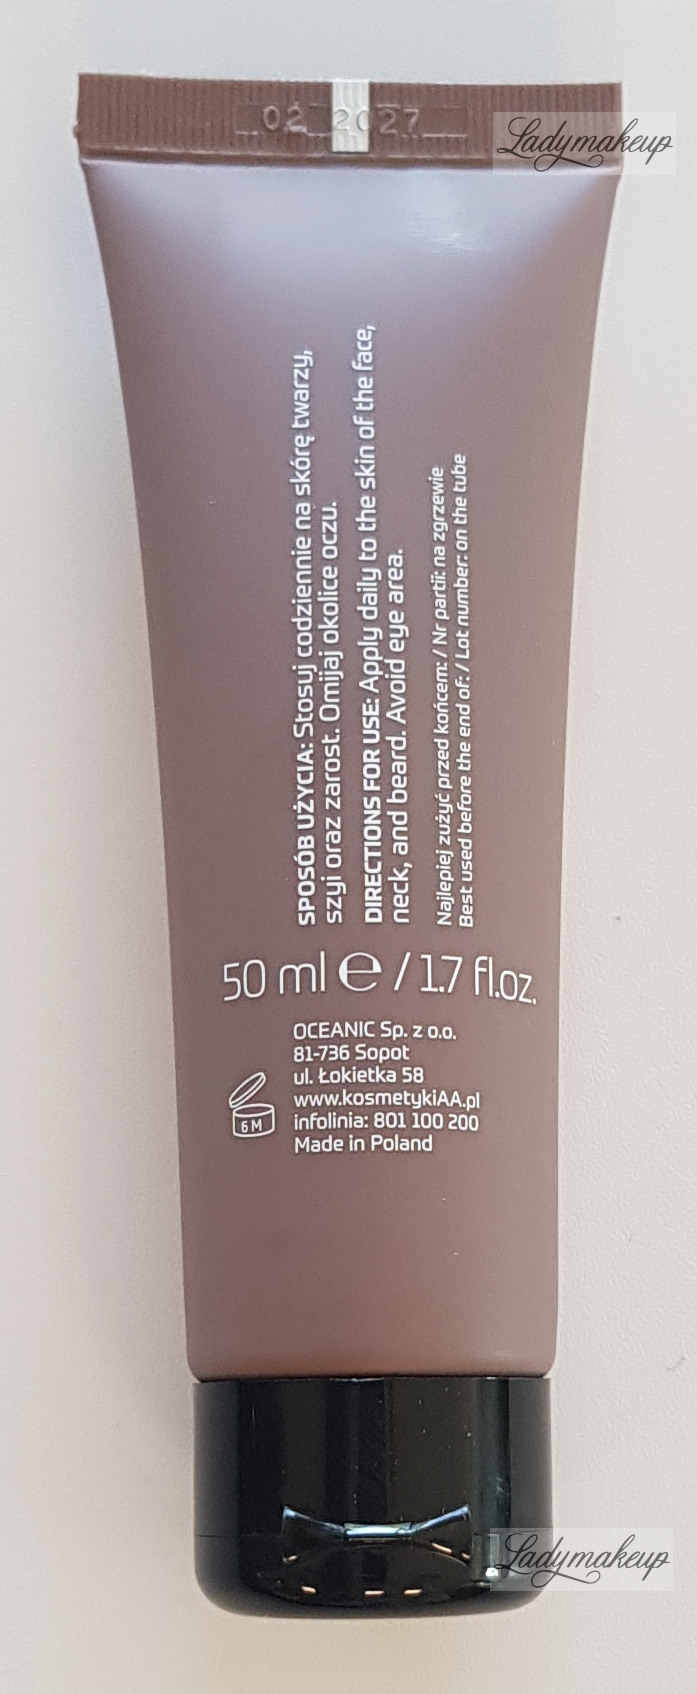 02 2027
Ladymakeup
SPOSÓB UŻYCIA: Stosuj codziennie na skórę twarzy,
szyi oraz zarost. Omijaj okolice oczu.
DIRECTIONS FOR USE: Apply daily to the skin of the face,
neck, and beard. Avoid eye area.
Najlepiej zużyć przed końcem: / Nr partii: na zgrzewie
Best used before the end of: / Lot number: on the tube
50 ml e / 1.7 fl.oz.
OCEANIC Sp. z o.o.
81-736 Sopot
ul. Łokietka 58
www.kosmetykiAA.pl
6 M
infolinia: 801 100 200
Made in Poland
Ladymakeup